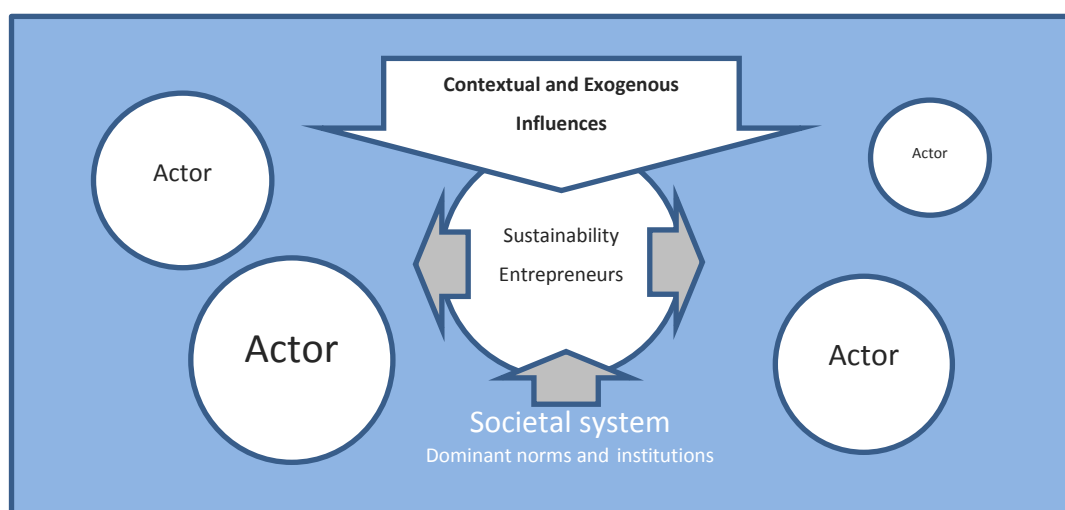 Contextual and Exogenous
Influences
Actor
Actor
Sustainability
Entrepreneurs
Actor
Actor
Societal system
Dominant norms and institutions